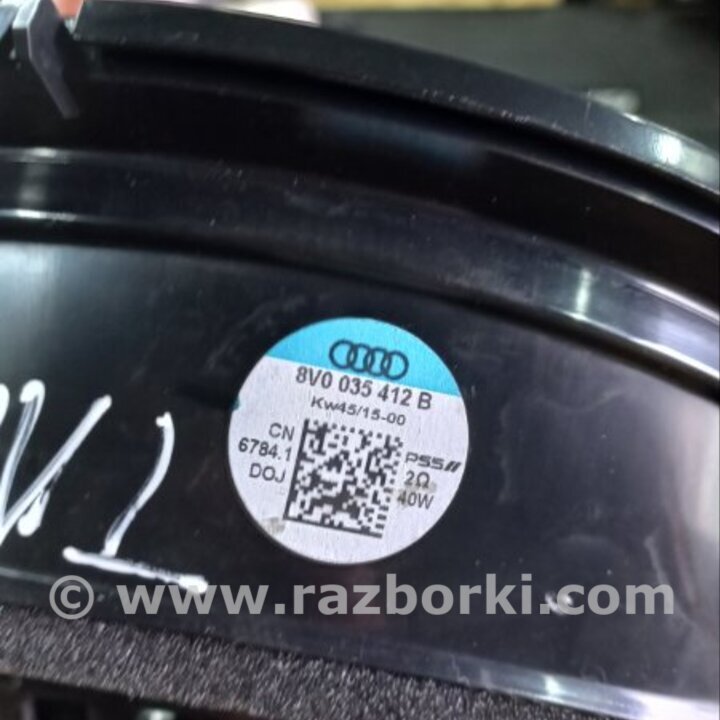 8V0 035 412 B
Kw45/15-00
CN
6784.1
DOJ
PSS
2Ω
40W
© www.razborki.com